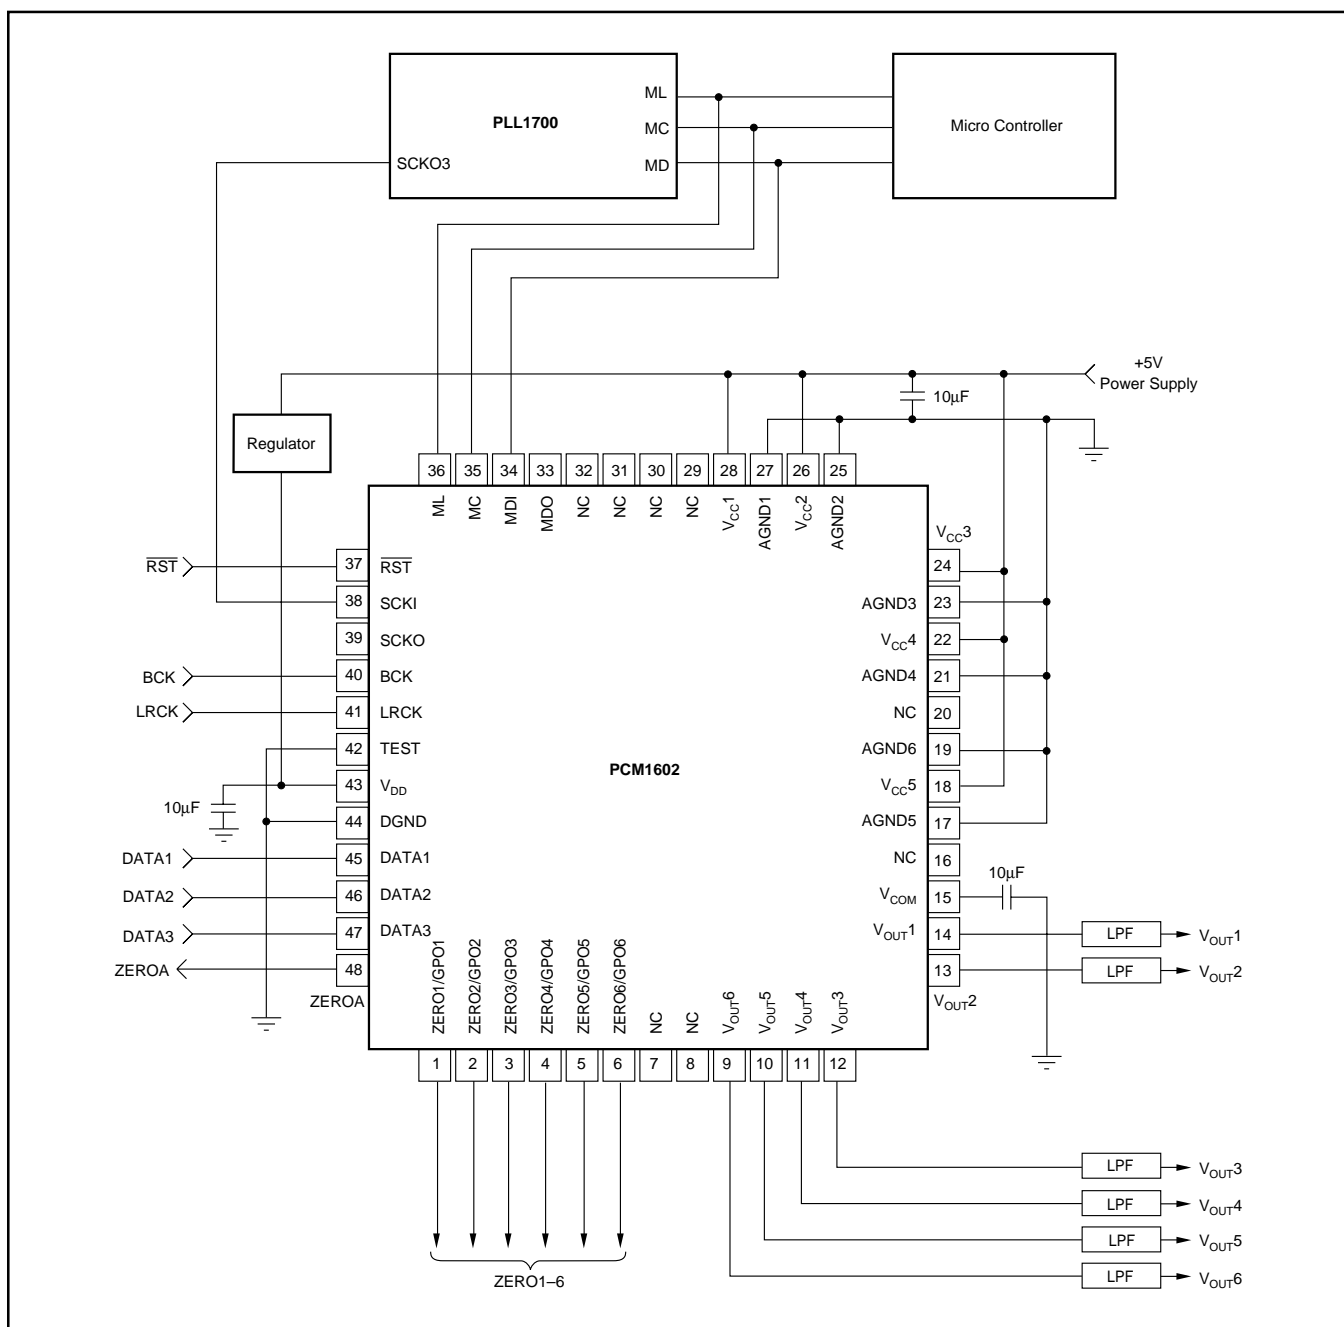 ML
PLL1700
MC
Micro Controller
SCKO3
MD
+5V
Power Supply
10μF
Regulator
36 35 34 33 32 31 30 29 28 27 26 25
ML MC MDI MDO NC NC NC NC VCC1 AGND1 VCC2 AGND2
VCC3
RST 37 RST
24
38 SCKI
AGND3 23
39 SCKO
VCC4 22
BCK 40 BCK
AGND4 21
LRCK 41 LRCK
NC 20
42 TEST
AGND6 19
PCM1602
43 VDD
VCC5 18
10μF
44 DGND
AGND5 17
DATA1 45 DATA1
NC 16
10μF
DATA2 46 DATA2
VCOM 15
DATA3 47 DATA3
VOUT1 14 LPF VOUT1
ZEROA 48
13 LPF VOUT2
ZEROA
VOUT2
ZERO1/GPO1 ZERO2/GPO2 ZERO3/GPO3 ZERO4/GPO4 ZERO5/GPO5 ZERO6/GPO6 NC NC VOUT6 VOUT5 VOUT4 VOUT3
1 2 3 4 5 6 7 8 9 10 11 12
LPF VOUT3
LPF VOUT4
LPF VOUT5
LPF VOUT6
ZERO1–6